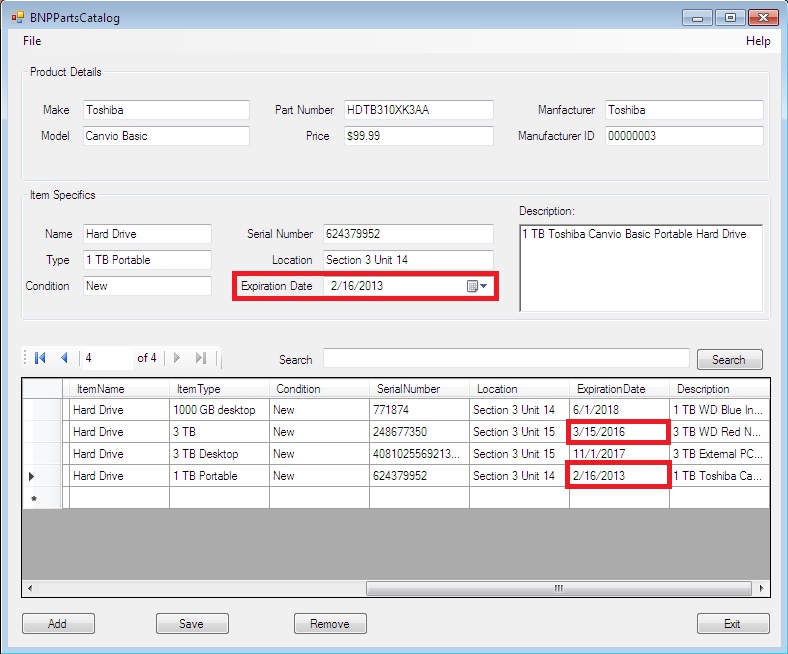 BNPPartsCatalog
File Help
Product Details
Make Toshiba Part Number HDTB310XK3AA Manfacturer Toshiba
Model Canvio Basic Price $99.99 Manufacturer ID 00000003
Item Specifics
Description:
Name Hard Drive Serial Number 624379952 1 TB Toshiba Canvio Basic Portable Hard Drive
Type 1 TB Portable Location Section 3 Unit 14
Condition New Expiration Date 2/16/2013
4 of 4 Search Search
ItemName ItemType Condition SerialNumber Location ExpirationDate Description
Hard Drive 1000 GB desktop New 771874 Section 3 Unit 14 6/1/2018 1 TB WD Blue In...
Hard Drive 3 TB New 248677350 Section 3 Unit 15 3/15/2016 3 TB WD Red N...
Hard Drive 3 TB Desktop New 4081025569213... Section 3 Unit 15 11/1/2017 3 TB External PC...
Hard Drive 1 TB Portable New 624379952 Section 3 Unit 14 2/16/2013 1 TB Toshiba Ca...
Add Save Remove Exit